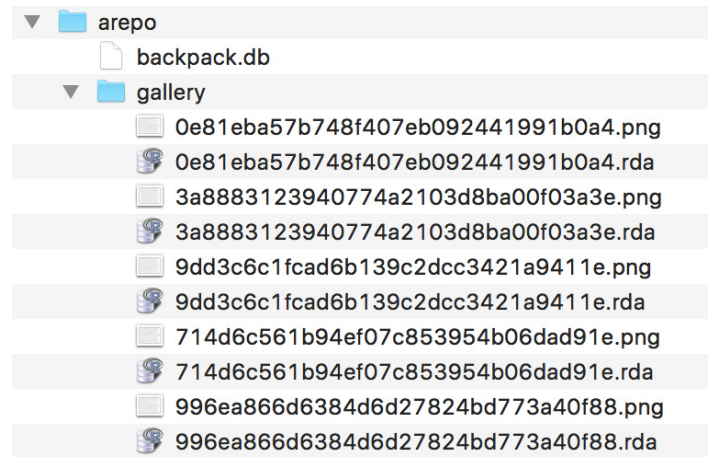 arepo
backpack.db
gallery
0e81eba57b748f407eb092441991b0a4.png
0e81eba57b748f407eb092441991b0a4.rda
3a8883123940774a2103d8ba00f03a3e.png
3a8883123940774a2103d8ba00f03a3e.rda
9dd3c6c1fcad6b139c2dcc3421a9411e.png
9dd3c6c1fcad6b139c2dcc3421a9411e.rda
714d6c561b94ef07c853954b06dad91e.png
714d6c561b94ef07c853954b06dad91e.rda
996ea866d6384d6d27824bd773a40f88.png
996ea866d6384d6d27824bd773a40f88.rda